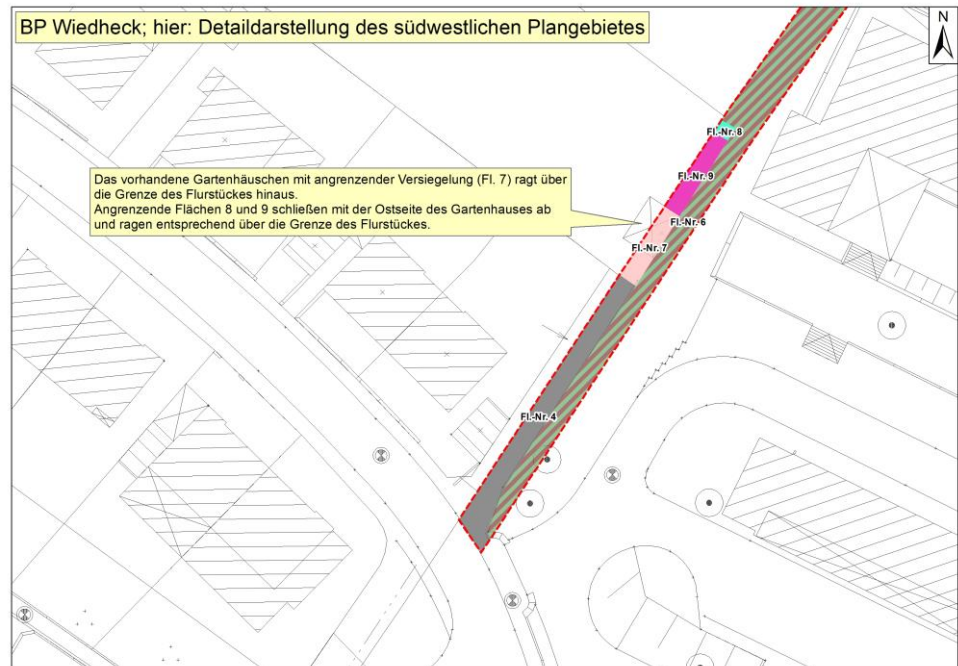 BP Wiedheck; hier: Detaildarstellung des südwestlichen Plangebietes
N
Fl.-Nr. 8
Das vorhandene Gartenhäuschen mit angrenzender Versiegelung (Fl. 7) ragt über
die Grenze des Flurstückes hinaus.
Angrenzende Flächen 8 und 9 schließen mit der Ostseite des Gartenhauses ab
und ragen entsprechend über die Grenze des Flurstückes.
Fl.-Nr. 9
Fl.-Nr. 6
Fl.-Nr. 7
Fl.-Nr. 4